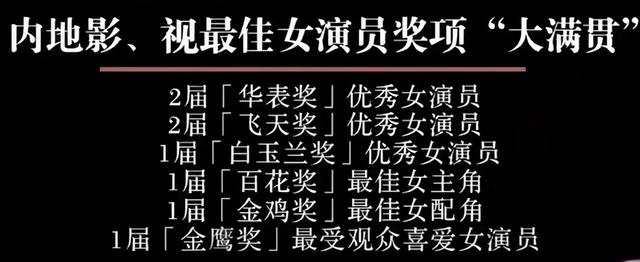 内地影、视最佳女演员奖项“大满贯”
2届「华表奖」优秀女演员
2届「飞天奖」优秀女演员
1届「白玉兰奖」优秀女演员
1届「百花奖」最佳女主角
1届「金鸡奖」最佳女配角
1届「金鹰奖」最受观众喜爱女演员